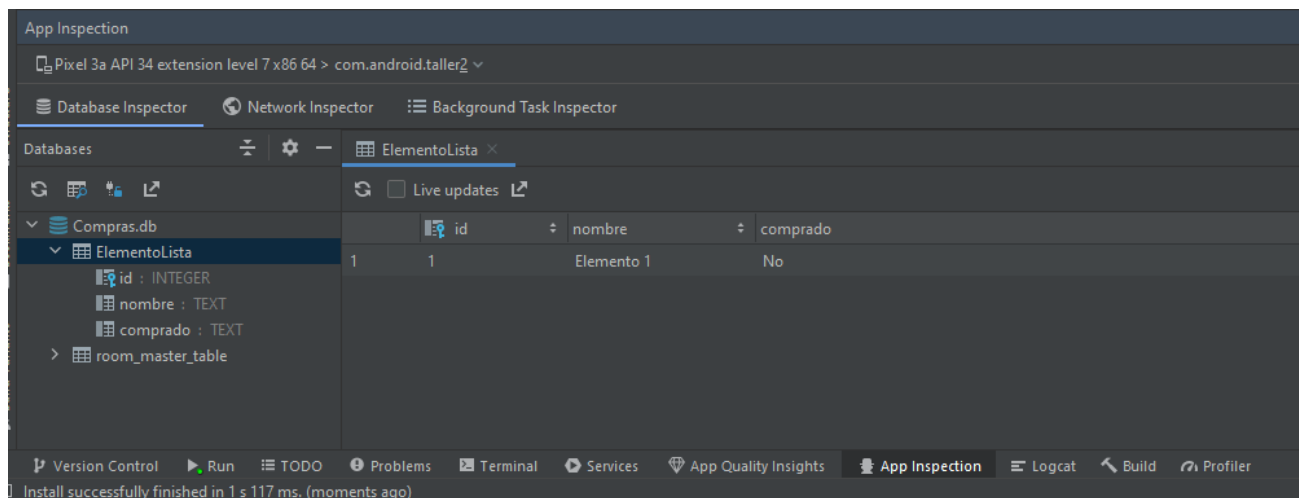 App Inspection
Pixel 3a API 34 extension level 7 x86 64 > com.android.taller2
Database Inspector Network Inspector Background Task Inspector
Databases ElementoLista
Live updates
Compras.db id nombre comprado
ElementoLista
1 1 Elemento 1 No
id : INTEGER
nombre : TEXT
comprado : TEXT
room_master_table
Version Control Run TODO Problems Terminal Services App Quality Insights App Inspection Logcat Build Profiler
Install successfully finished in 1 s 117 ms. (moments ago)